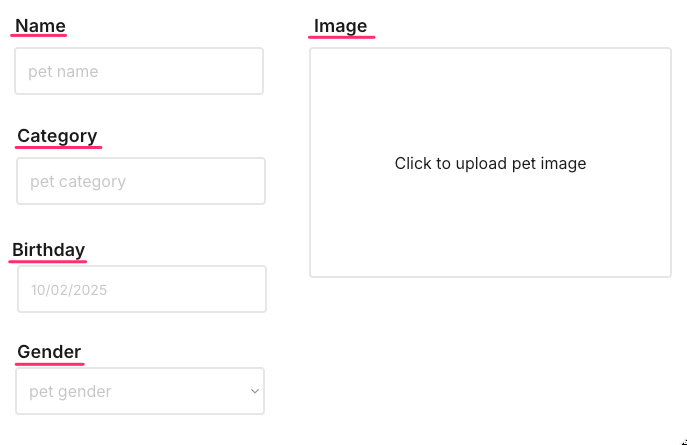 Name
pet name
Category
pet category
Birthday
10/02/2025
Gender
pet gender
Image
Click to upload pet image